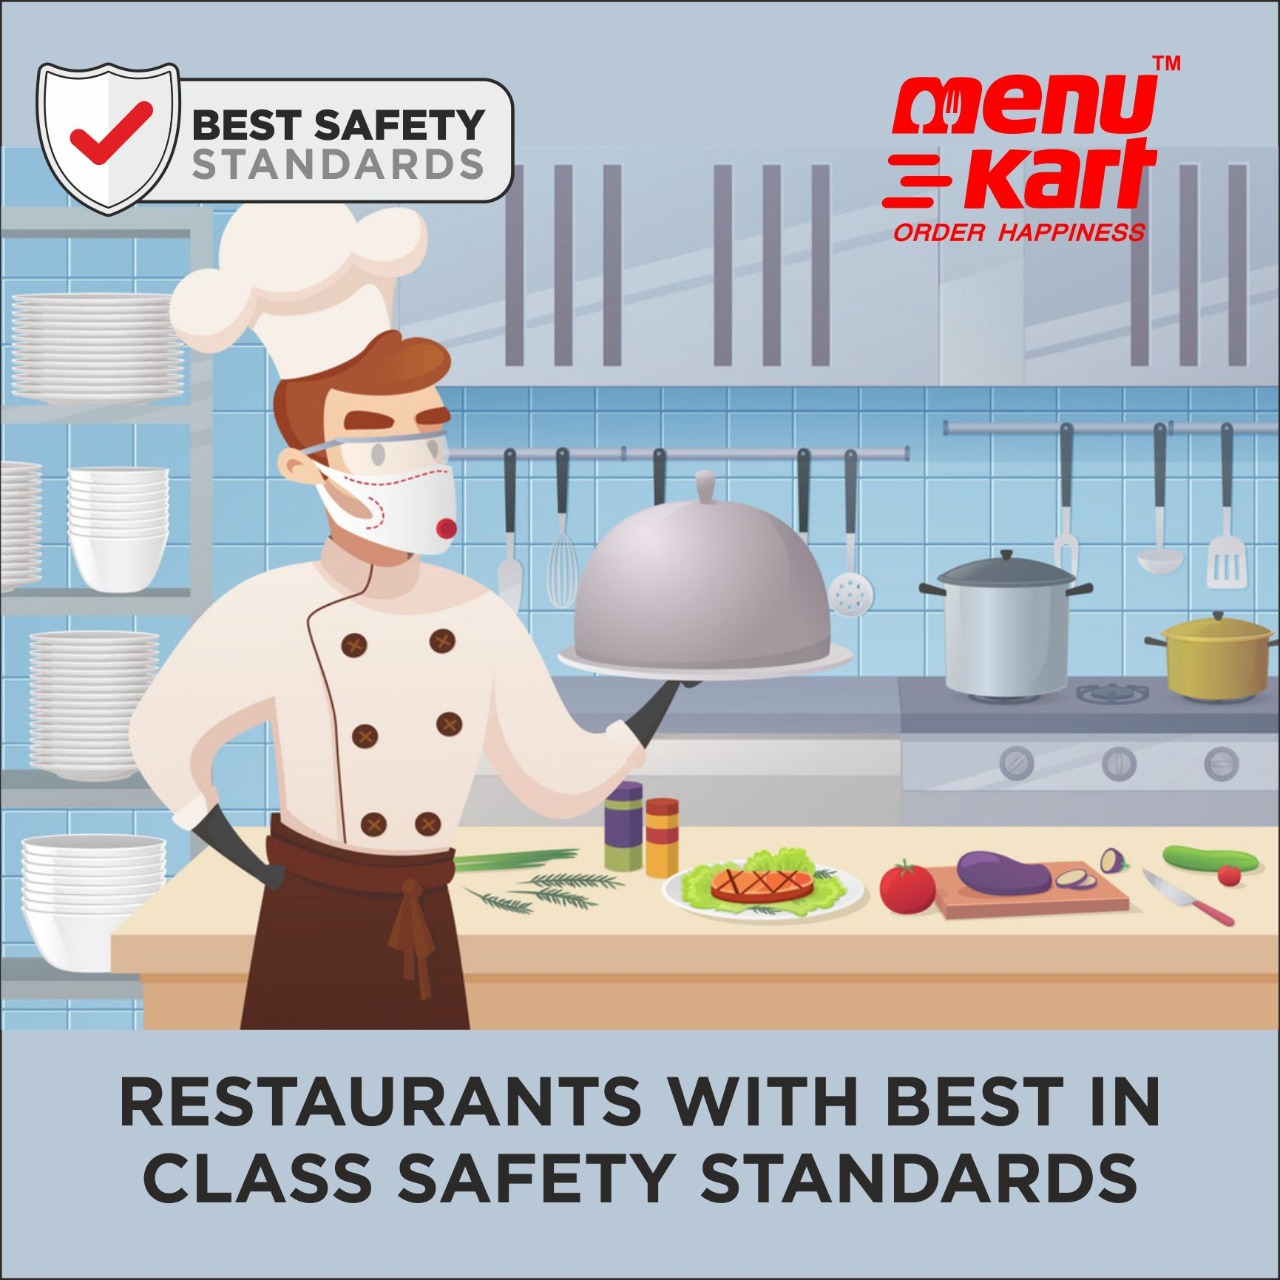 BEST SAFETY
STANDARDS
menu
kart
TM
ORDER HAPPINESS
RESTAURANTS WITH BEST IN
CLASS SAFETY STANDARDS